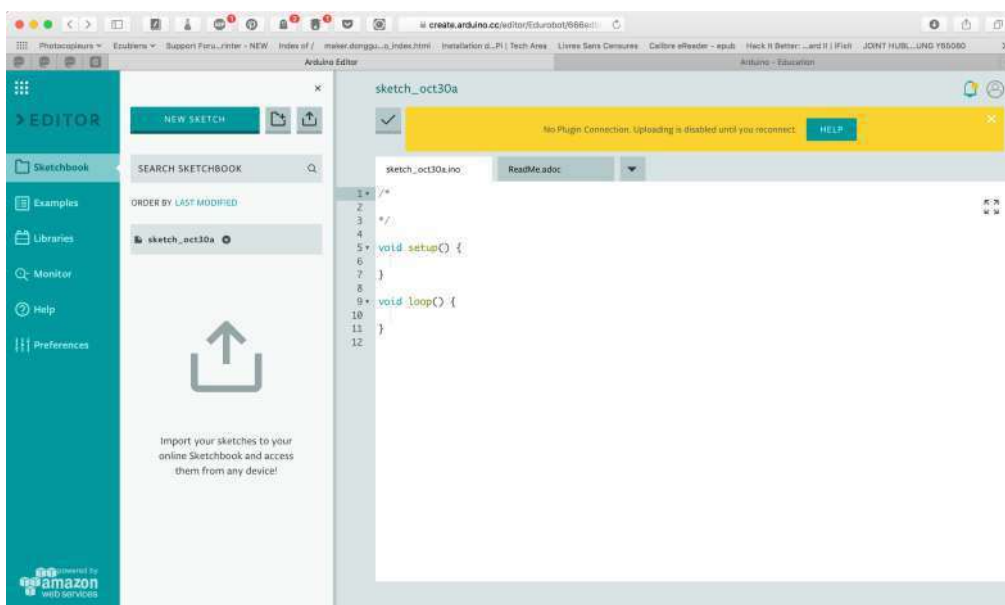 create.arduino.cc/editor/Edurobot/666ed
Photocopieurs Ezublens Support Foru...rinter - NEW Index of / maker.donggu...o_index.html Installation d...Pi | Tech Area Livres Sans Censures Calibre eReader - epub Hack It Better: ...ard II | iFixit JOINT HUBL...UNG YB6060
Arduino Editor
Arduino - Education
EDITOR
Sketchbook
Examples
Libraries
Monitor
Help
Preferences
powered by
amazon
web services
NEW SKETCH
SEARCH SKETCHBOOK
ORDER BY LAST MODIFIED
sketch_oct30a
Import your sketches to your
online Sketchbook and access
them from any device!
sketch_oct30a
No Plugin Connection. Uploading is disabled until you reconnect. HELP
sketch_oct30a.ino ReadMe.adoc
1 /*
2
3 */
4
5 void setup() {
6
7 }
8
9 void loop() {
10
11 }
12